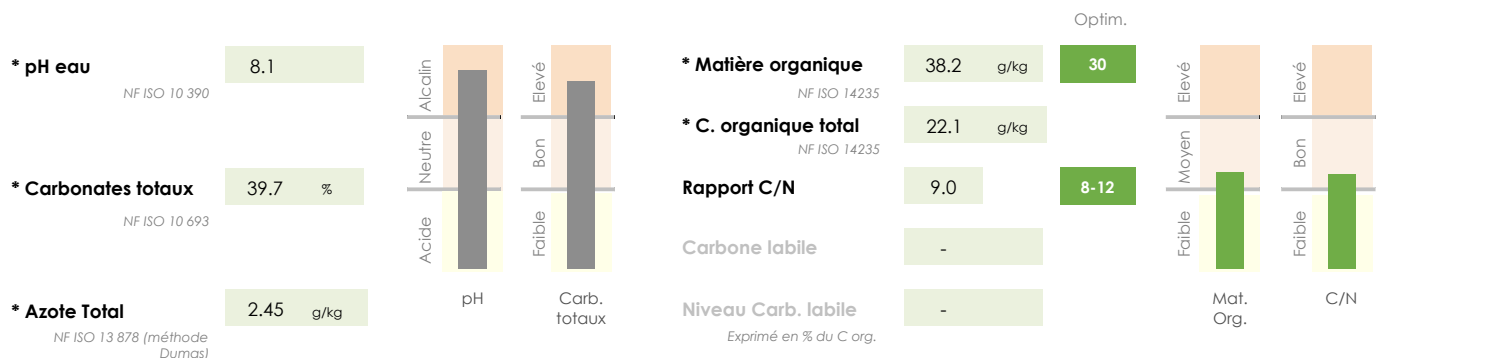 * pH eau 8.1
NF ISO 10 390
* Carbonates totaux 39.7 %
NF ISO 10 693
* Azote Total 2.45 g/kg
NF ISO 13 878 (méthode
Dumas)
Alcalin
Neutre
Acide
pH
Elevé
Bon
Faible
Carb.
totaux
Optim.
* Matière organique 38.2 g/kg 30
NF ISO 14235
* C. organique total 22.1 g/kg
NF ISO 14235
Rapport C/N 9.0 8-12
Carbone labile -
Niveau Carb. labile -
Exprimé en % du C org.
Elevé
Moyen
Faible
Mat.
Org.
Elevé
Bon
Faible
C/N